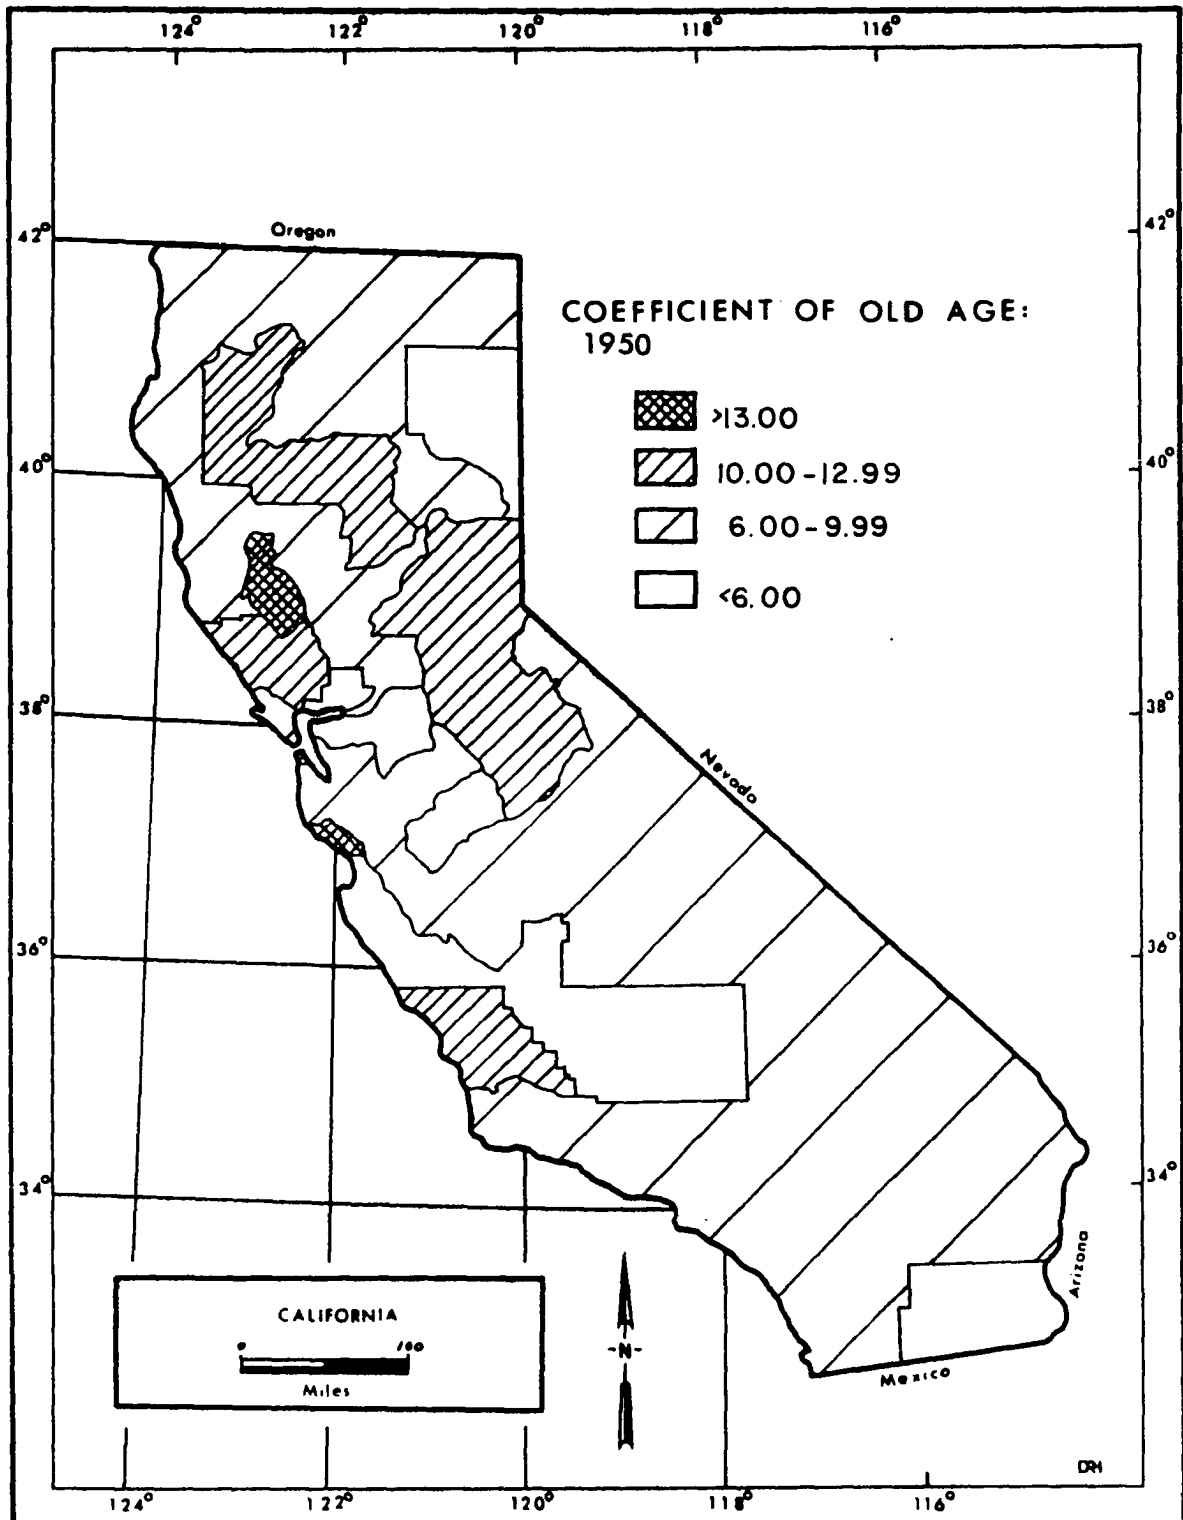 124° 122° 120° 118° 116°
42° Oregon 42°
COEFFICIENT OF OLD AGE:
1950
>13.00
10.00-12.99
6.00-9.99
<6.00
40° 40°
38° 38°
Nevada
36° 36°
34° 34°
Arizona
CALIFORNIA
0 100
Miles
-N-
Mexico
DRH
124° 122° 120° 118° 116°